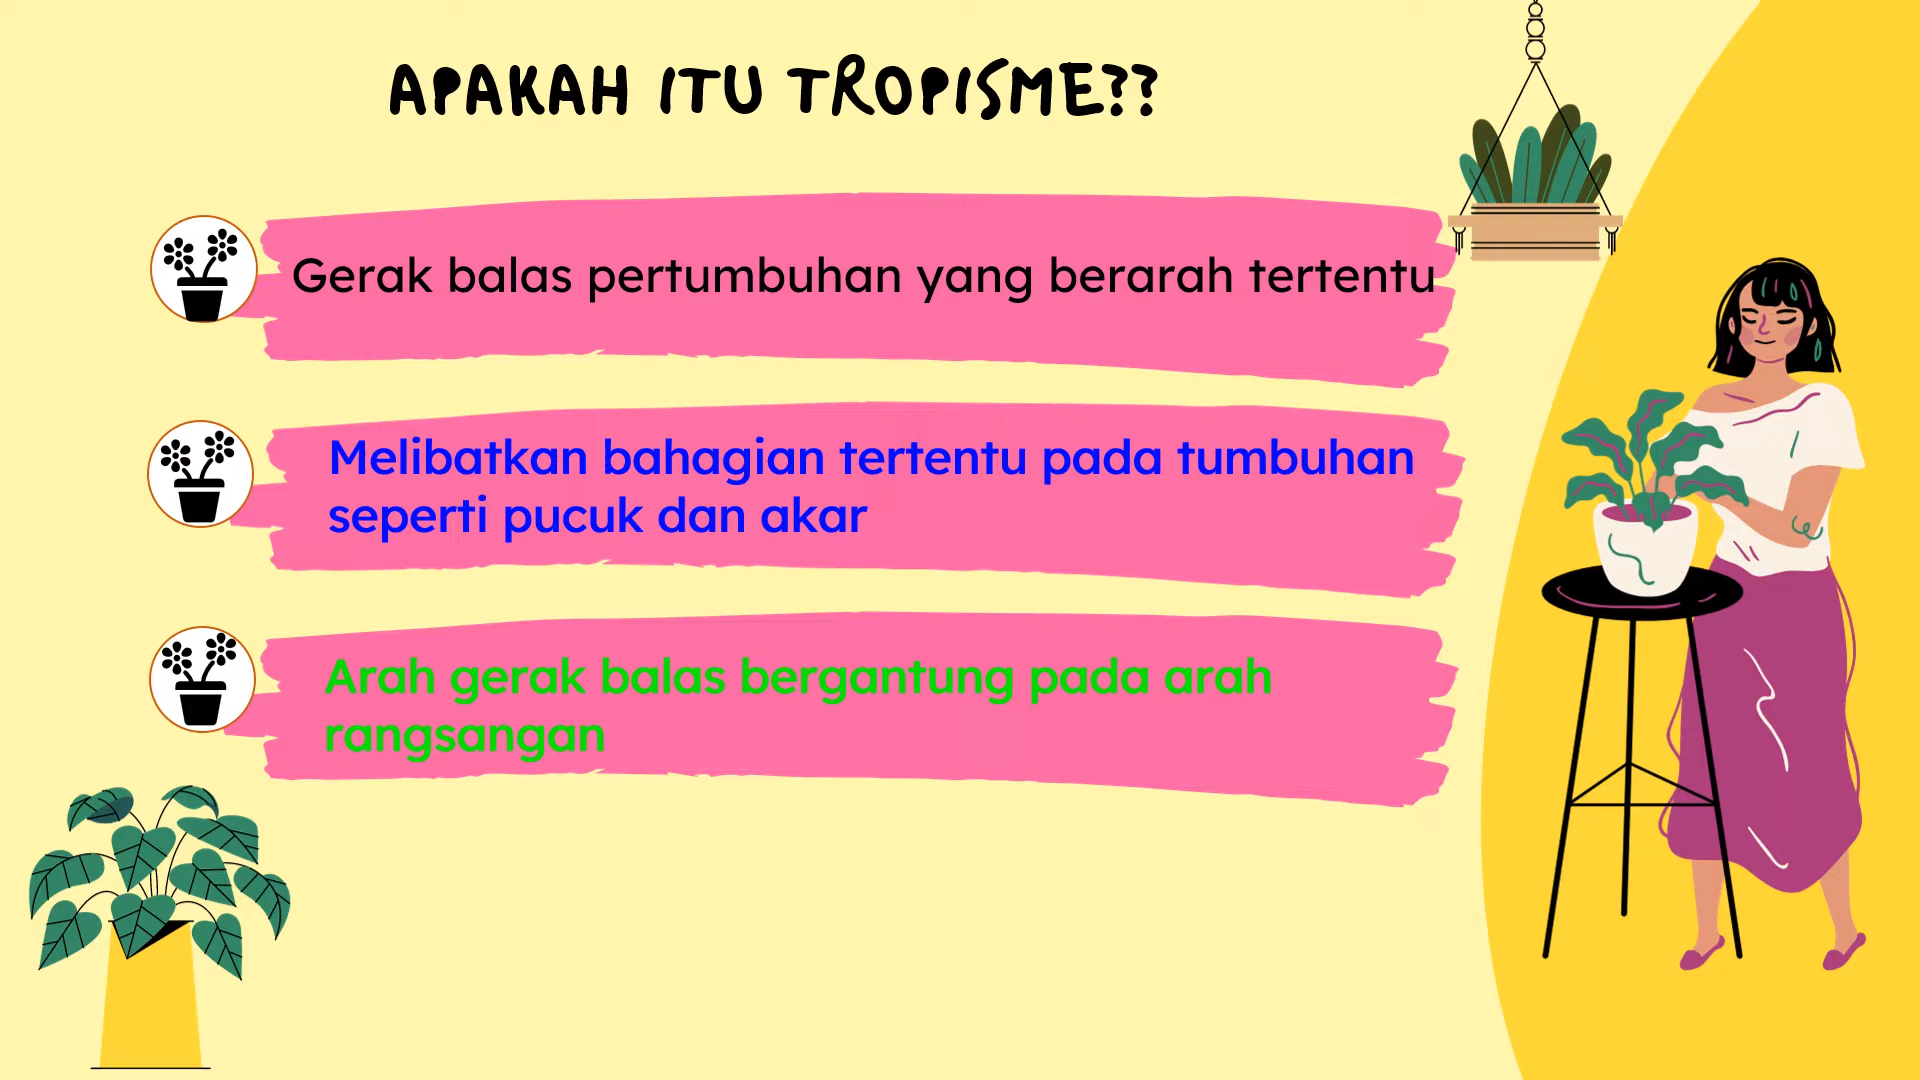 APAKAH ITU TROPISME??
Gerak balas pertumbuhan yang berarah tertentu
Melibatkan bahagian tertentu pada tumbuhan
seperti pucuk dan akar
Arah gerak balas bergantung pada arah
rangsangan